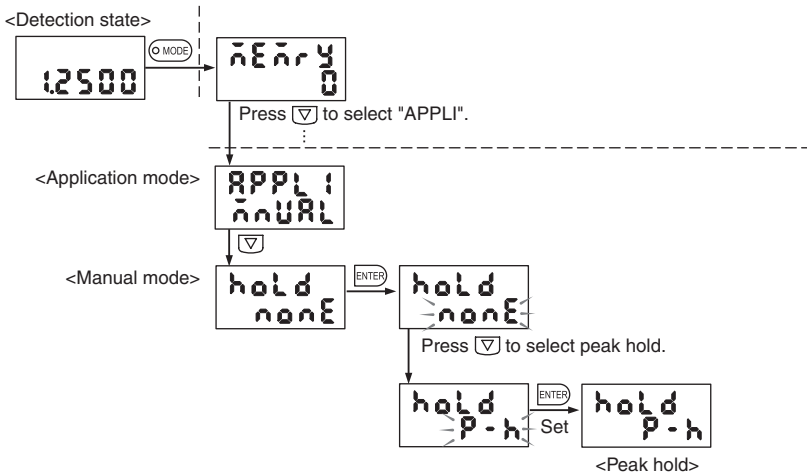 <Detection state>
1.2500
MODE
MEMrY
0
Press to select "APPLI".
<Application mode>
APPLI
MnUAL
<Manual mode>
hoLd
nonE
ENTER
hoLd
nonE
Press to select peak hold.
hoLd
P-h
ENTER
Set
hoLd
P-h
<Peak hold>